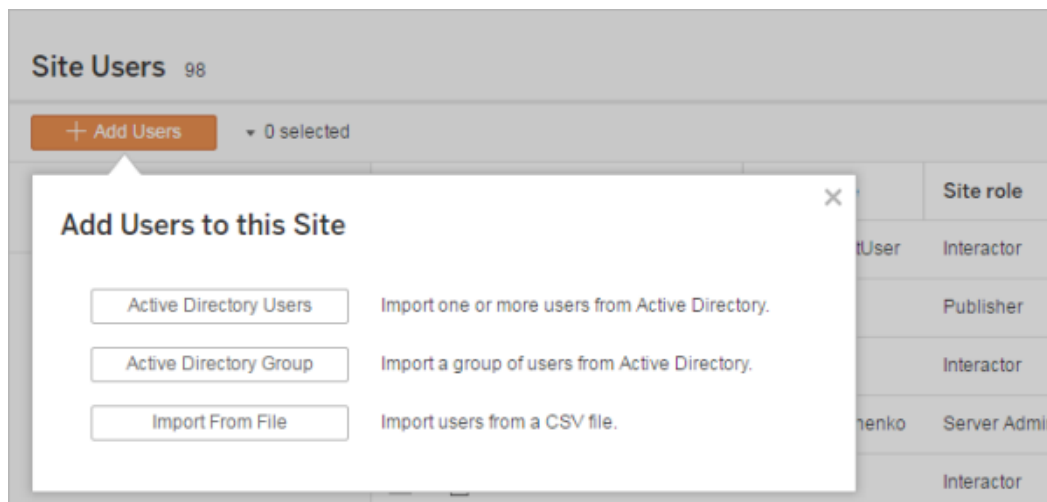 Site Users 98
+ Add Users 0 selected
Site role
Add Users to this Site
Interactor
Active Directory Users Import one or more users from Active Directory.
Publisher
Active Directory Group Import a group of users from Active Directory.
Interactor
Import From File Import users from a CSV file.
Interactor